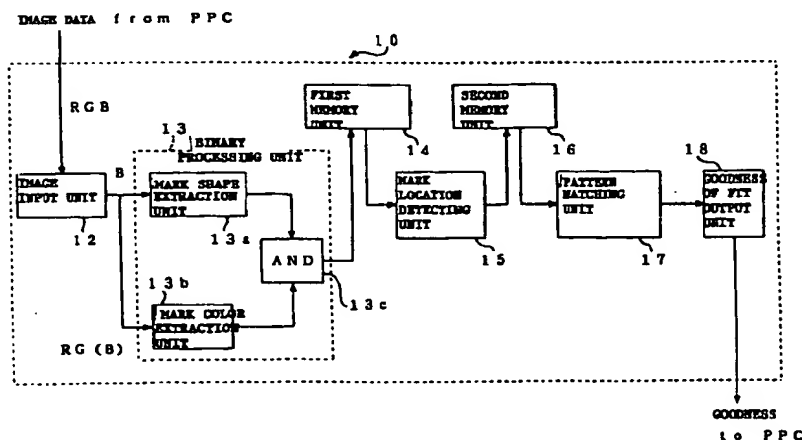 IMAGE DATA from PPC
10
RGB
FIRST
MEMORY
UNIT
14
SECOND
MEMORY
UNIT
16
13
BINARY
PROCESSING UNIT
B
IMAGE
INPUT UNIT
12
MARK SHAPE
EXTRACTION
UNIT
13a
MARK
LOCATION
DETECTING
UNIT
15
PATTERN
MATCHING
UNIT
17
18
GOODNESS
OF FIT
OUTPUT
UNIT
AND
13c
13b
MARK COLOR
EXTRACTION
UNIT
RG (B)
GOODNESS
to PPC